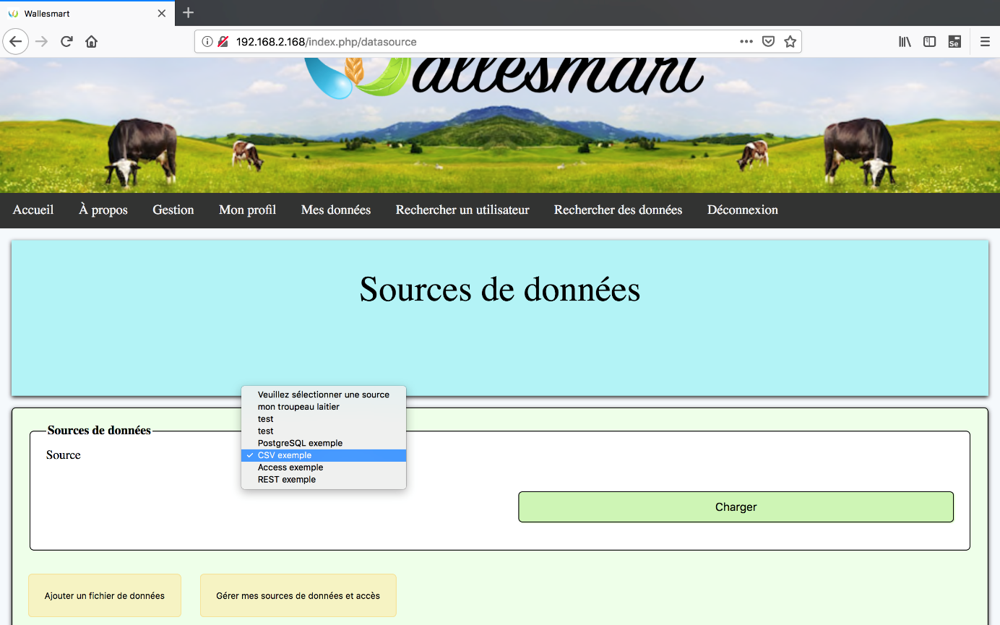 Wallesmart
192.168.2.168/index.php/datasource
Se
Wallesmart
Accueil À propos Gestion Mon profil Mes données Rechercher un utilisateur Rechercher des données Déconnexion
Sources de données
Veuillez sélectionner une source
mon troupeau laitier
test
test
PostgreSQL exemple
CSV exemple
Access exemple
REST exemple
Sources de données
Source
Charger
Ajouter un fichier de données
Gérer mes sources de données et accès